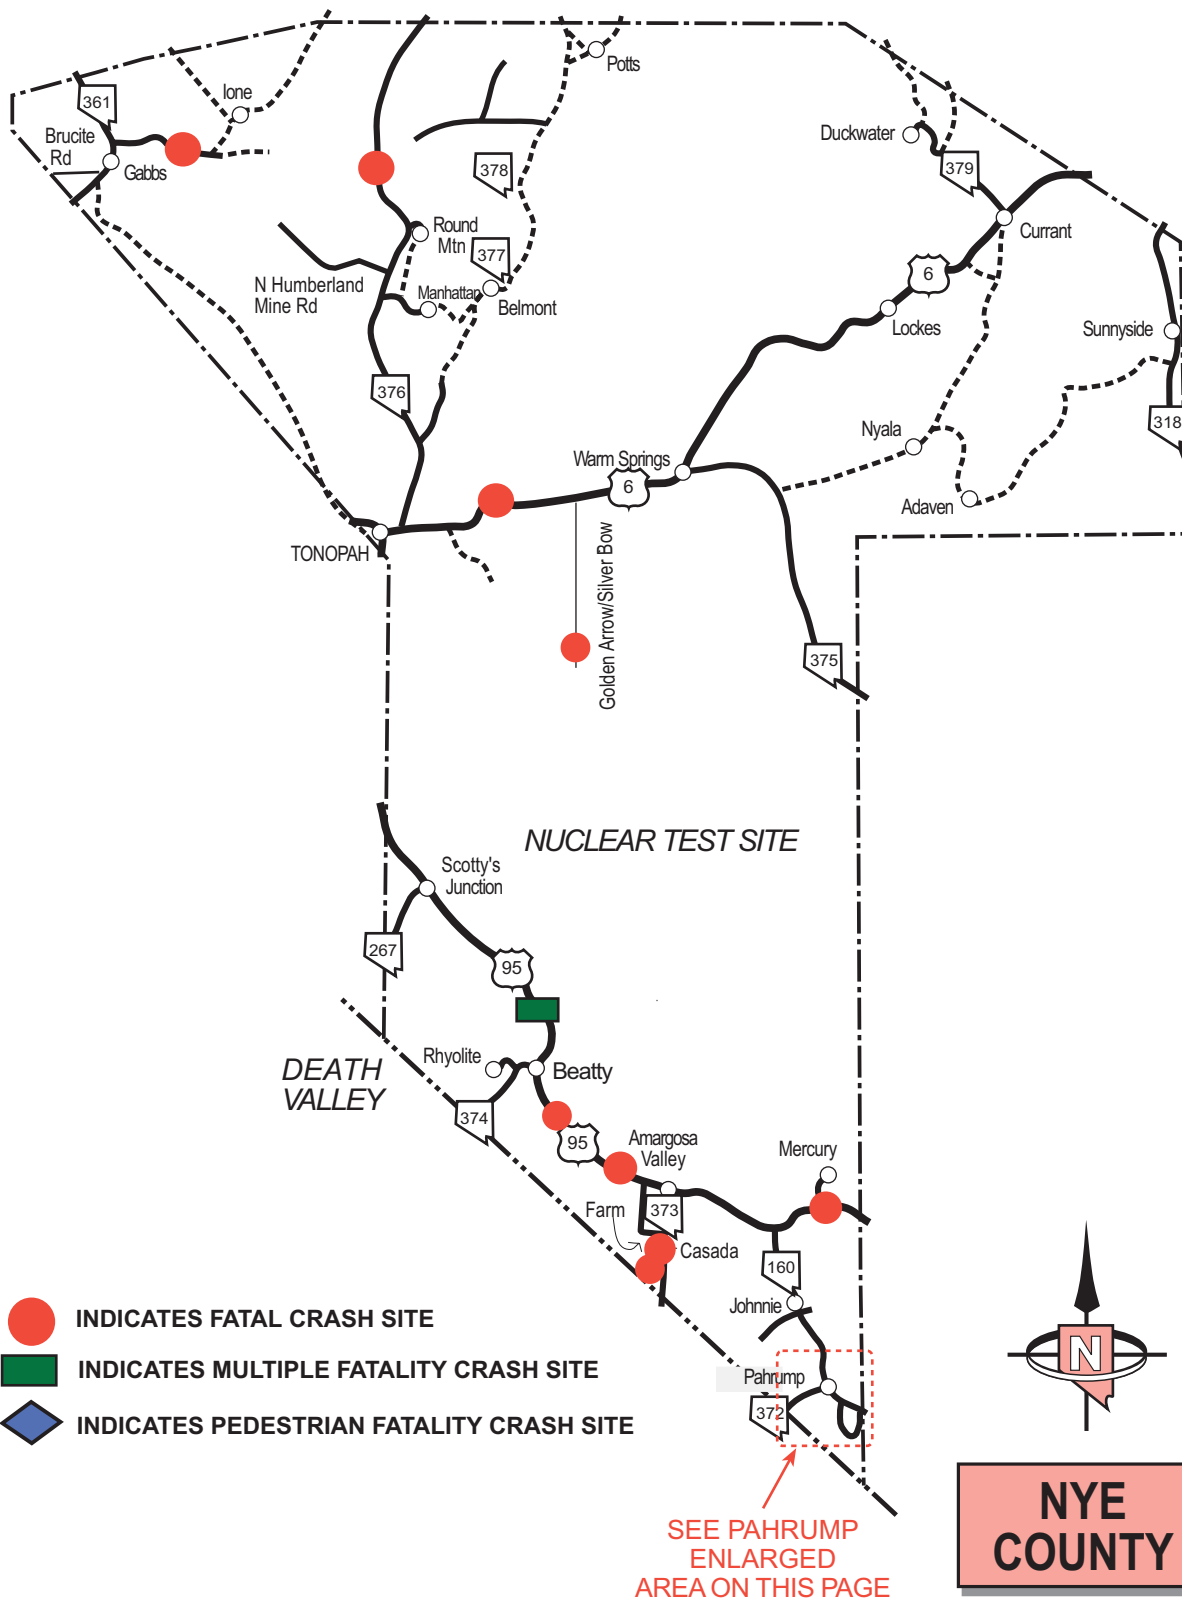 Potts
Ione
361
Brucite
Rd
Gabbs
Duckwater
378
379
Round
Mtn
Currant
377
6
N Humberland
Mine Rd
Manhattan
Belmont
Lockes
Sunnyside
376
318
Nyala
Warm Springs
6
Adaven
TONOPAH
Golden Arrow/Silver Bow
375
NUCLEAR TEST SITE
Scotty's
Junction
267
95
Rhyolite
Beatty
DEATH
VALLEY
374
95
Amargosa
Valley
Mercury
Farm
373
Casada
160
Johnnie
INDICATES FATAL CRASH SITE
INDICATES MULTIPLE FATALITY CRASH SITE
INDICATES PEDESTRIAN FATALITY CRASH SITE
Pahrump
372
N
SEE PAHRUMP
ENLARGED
AREA ON THIS PAGE
NYE
COUNTY